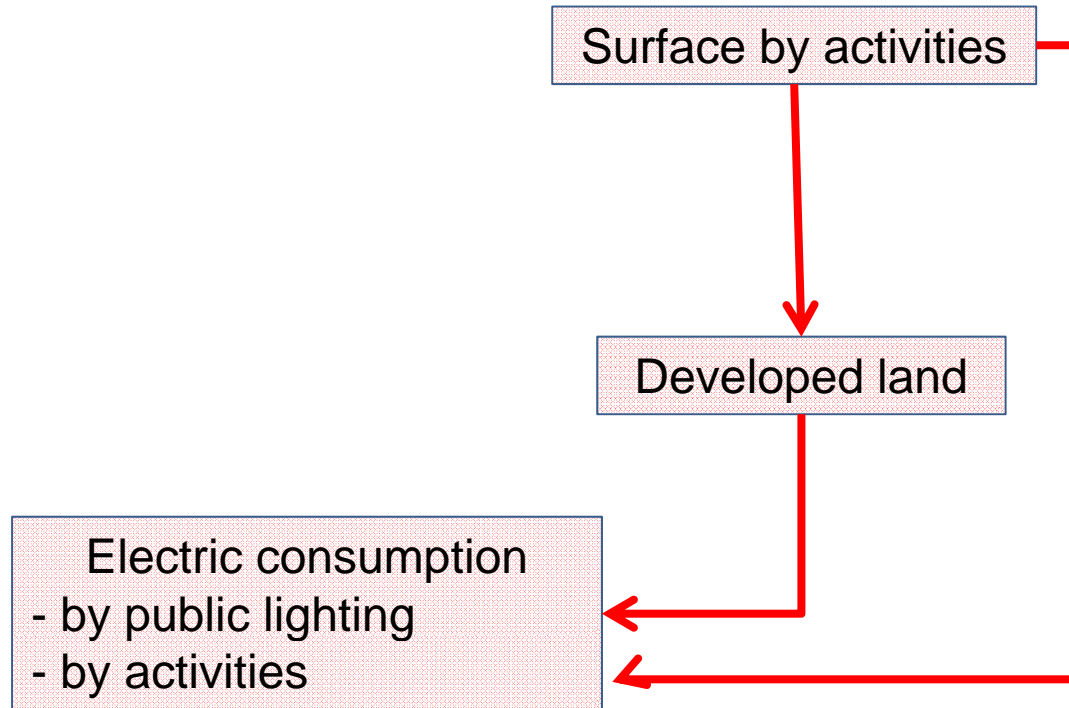 Surface by activities
Developed land
Electric consumption
- by public lighting
- by activities